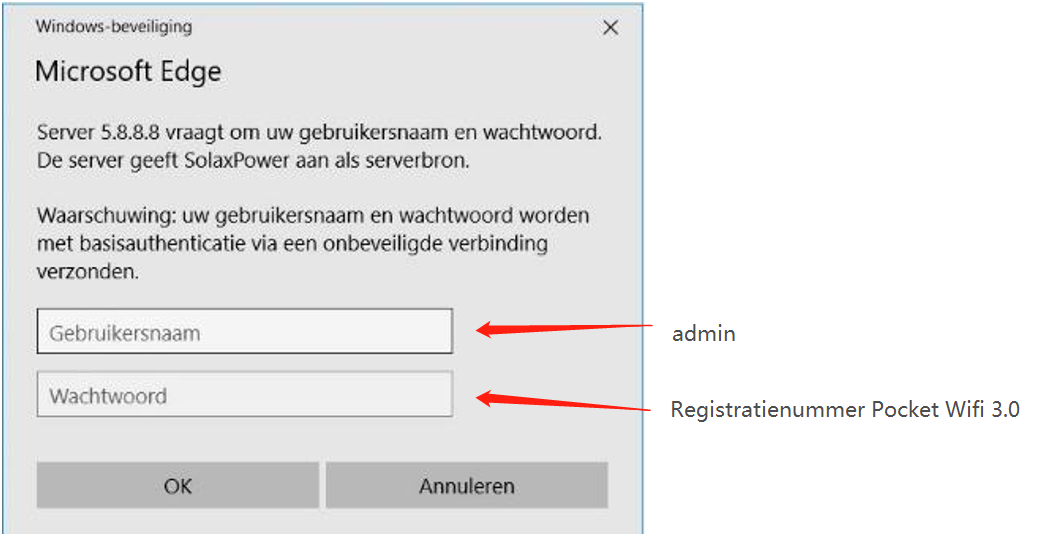 Windows-beveiliging
Microsoft Edge
Server 5.8.8.8 vraagt om uw gebruikersnaam en wachtwoord.
De server geeft SolaxPower aan als serverbron.
Waarschuwing: uw gebruikersnaam en wachtwoord worden
met basisauthenticatie via een onbeveiligde verbinding
verzonden.
Gebruikersnaam
admin
Wachtwoord
Registratienummer Pocket Wifi 3.0
OK
Annuleren